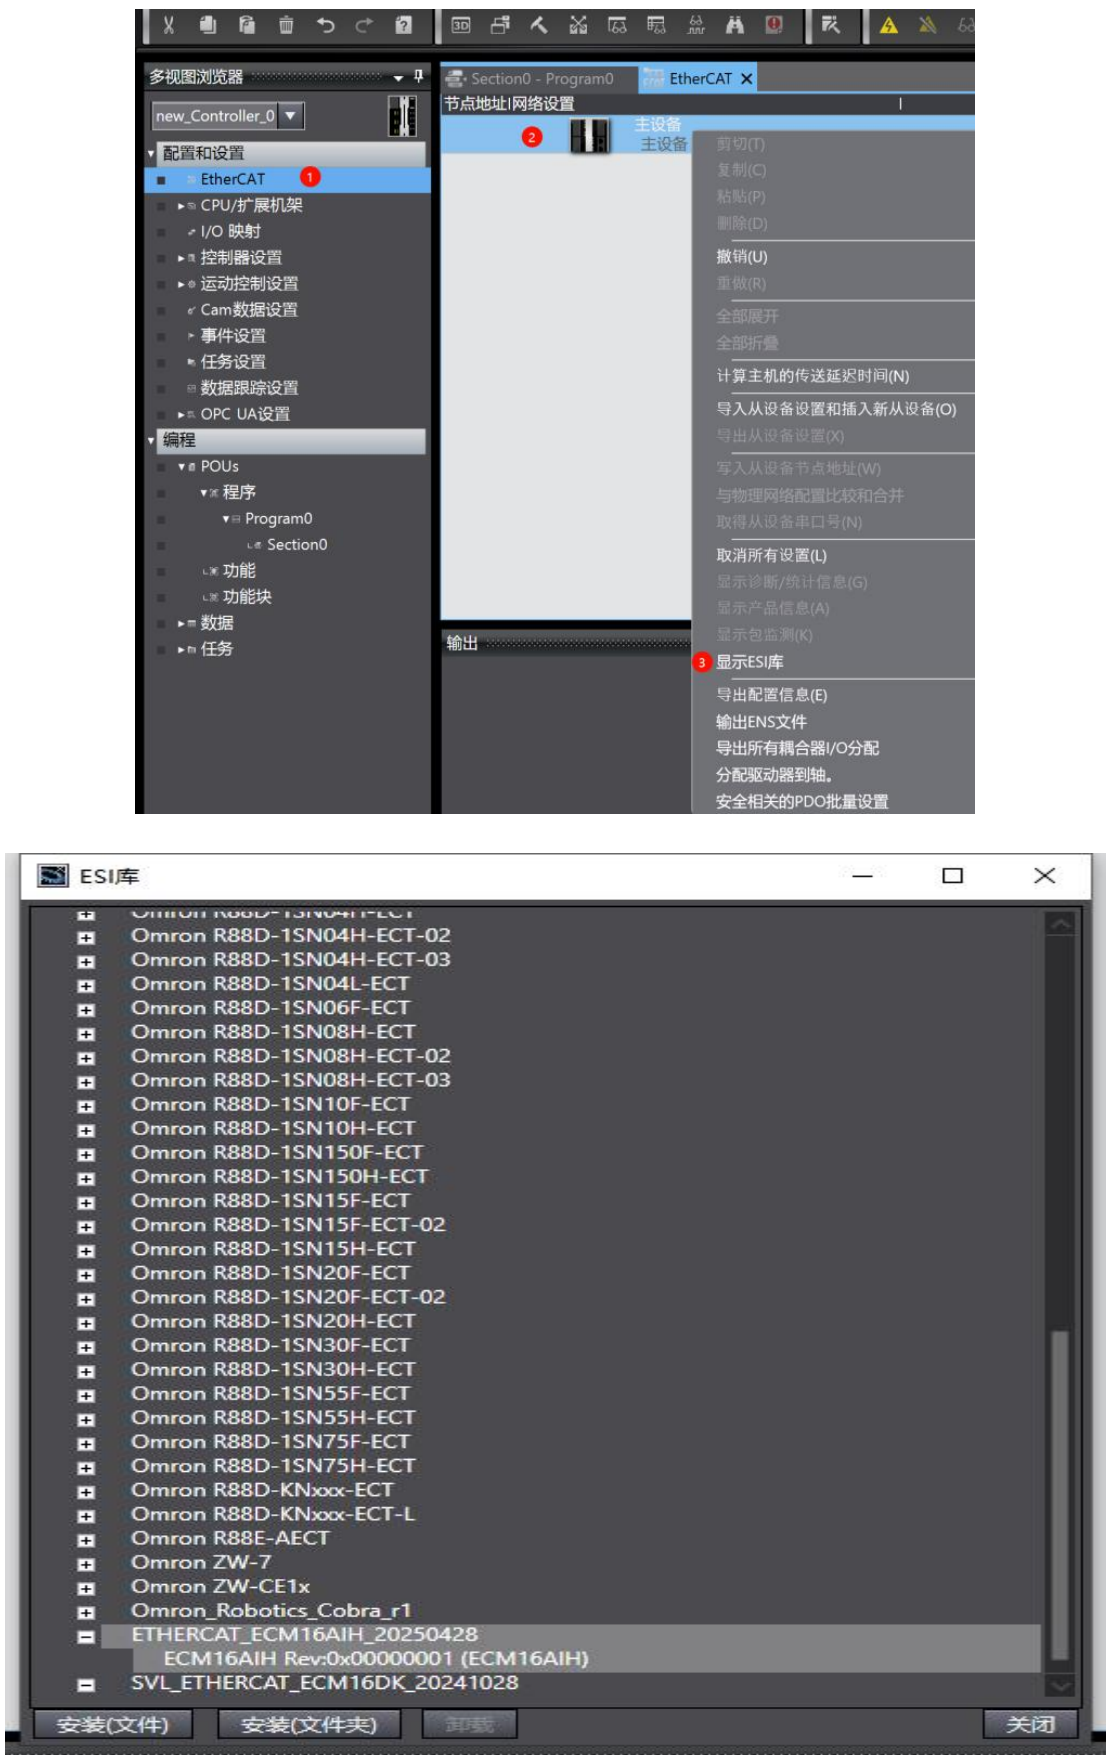 多视图浏览器
new_Controller_0
配置和设置
EtherCAT 1
CPU/扩展机架
I/O 映射
控制器设置
运动控制设置
Cam数据设置
事件设置
任务设置
数据跟踪设置
OPC UA设置
编程
POUs
程序
Program0
Section0
功能
功能块
数据
任务
3D
Section0 - Program0 EtherCAT
节点地址|网络设置
2
主设备
主设备
剪切(T)
复制(C)
粘贴(P)
删除(D)
撤销(U)
重做(R)
全部展开
全部折叠
计算主机的传送延迟时间(N)
导入从设备设置和插入新从设备(O)
导出从设备设置(X)
写入从设备节点地址(W)
与物理网络配置比较和合并
取得从设备串口号(N)
取消所有设置(L)
显示诊断/统计信息(G)
显示产品信息(A)
显示包监测(K)
3 显示ESI库
导出配置信息(E)
输出ENS文件
导出所有耦合器I/O分配
分配驱动器到轴。
安全相关的PDO批量设置
输出
ESI库
Omron R88D-1SN04H-ECT
Omron R88D-1SN04H-ECT-02
Omron R88D-1SN04H-ECT-03
Omron R88D-1SN04L-ECT
Omron R88D-1SN06F-ECT
Omron R88D-1SN08H-ECT
Omron R88D-1SN08H-ECT-02
Omron R88D-1SN08H-ECT-03
Omron R88D-1SN10F-ECT
Omron R88D-1SN10H-ECT
Omron R88D-1SN150F-ECT
Omron R88D-1SN150H-ECT
Omron R88D-1SN15F-ECT
Omron R88D-1SN15F-ECT-02
Omron R88D-1SN15H-ECT
Omron R88D-1SN20F-ECT
Omron R88D-1SN20F-ECT-02
Omron R88D-1SN20H-ECT
Omron R88D-1SN30F-ECT
Omron R88D-1SN30H-ECT
Omron R88D-1SN55F-ECT
Omron R88D-1SN55H-ECT
Omron R88D-1SN75F-ECT
Omron R88D-1SN75H-ECT
Omron R88D-KNxxx-ECT
Omron R88D-KNxxx-ECT-L
Omron R88E-AECT
Omron ZW-7
Omron ZW-CE1x
Omron_Robotics_Cobra_r1
ETHERCAT_ECM16AIH_20250428
ECM16AIH Rev:0x00000001 (ECM16AIH)
SVL_ETHERCAT_ECM16DK_20241028
安装(文件) 安装(文件夹) 卸载 关闭